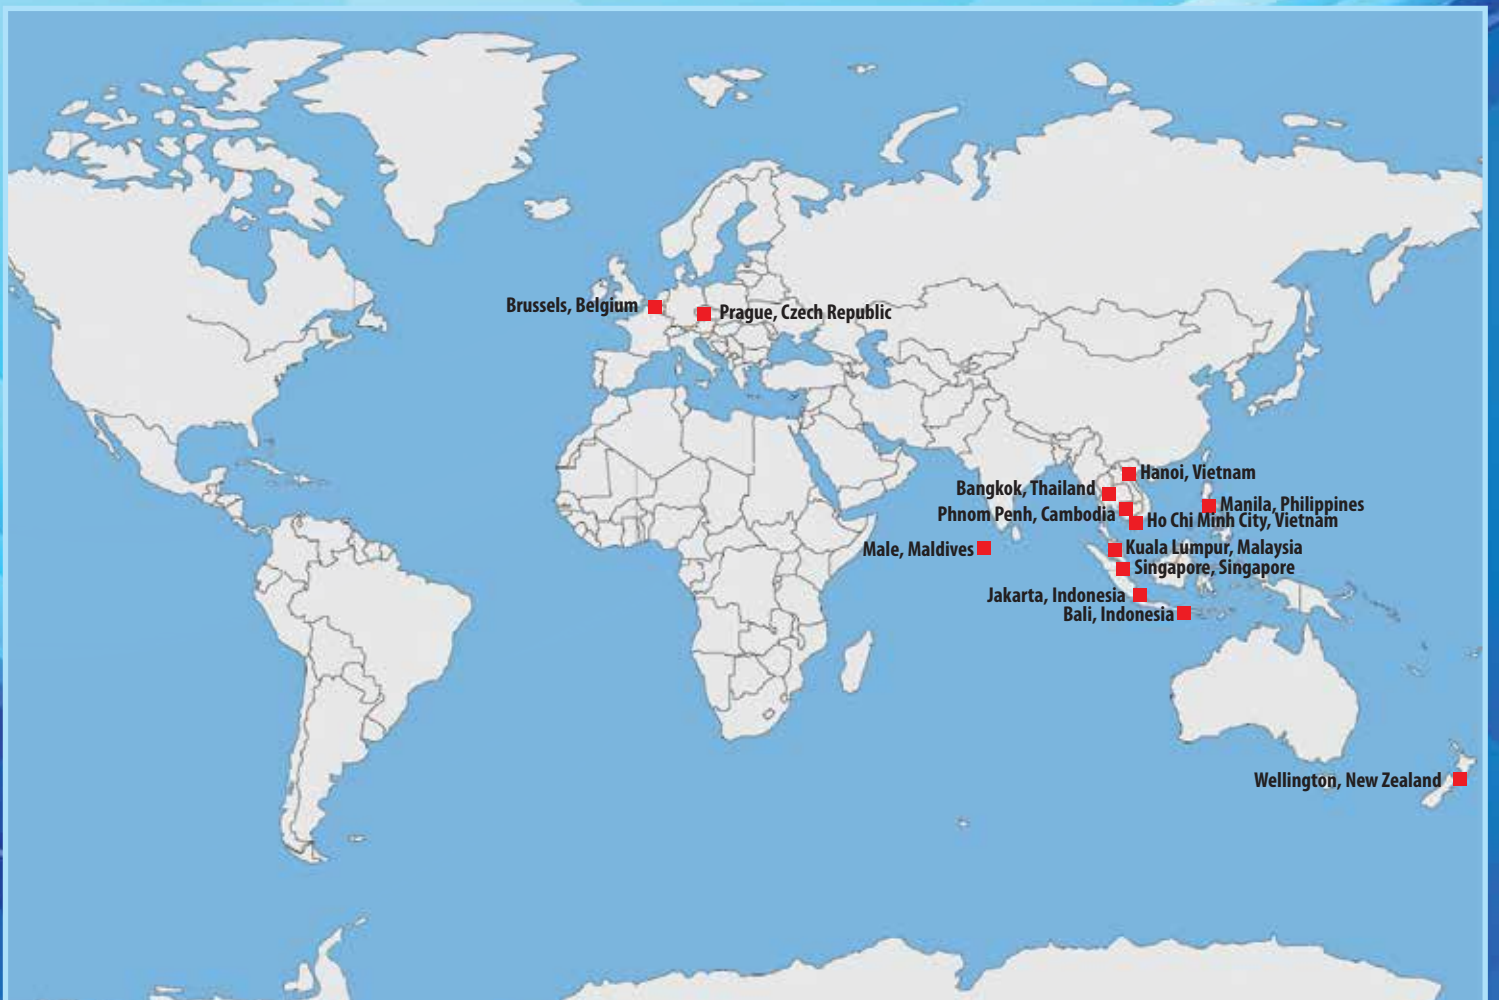 Brussels, Belgium
Prague, Czech Republic
Hanoi, Vietnam
Bangkok, Thailand
Manila, Philippines
Phnom Penh, Cambodia
Ho Chi Minh City, Vietnam
Male, Maldives
Kuala Lumpur, Malaysia
Singapore, Singapore
Jakarta, Indonesia
Bali, Indonesia
Wellington, New Zealand